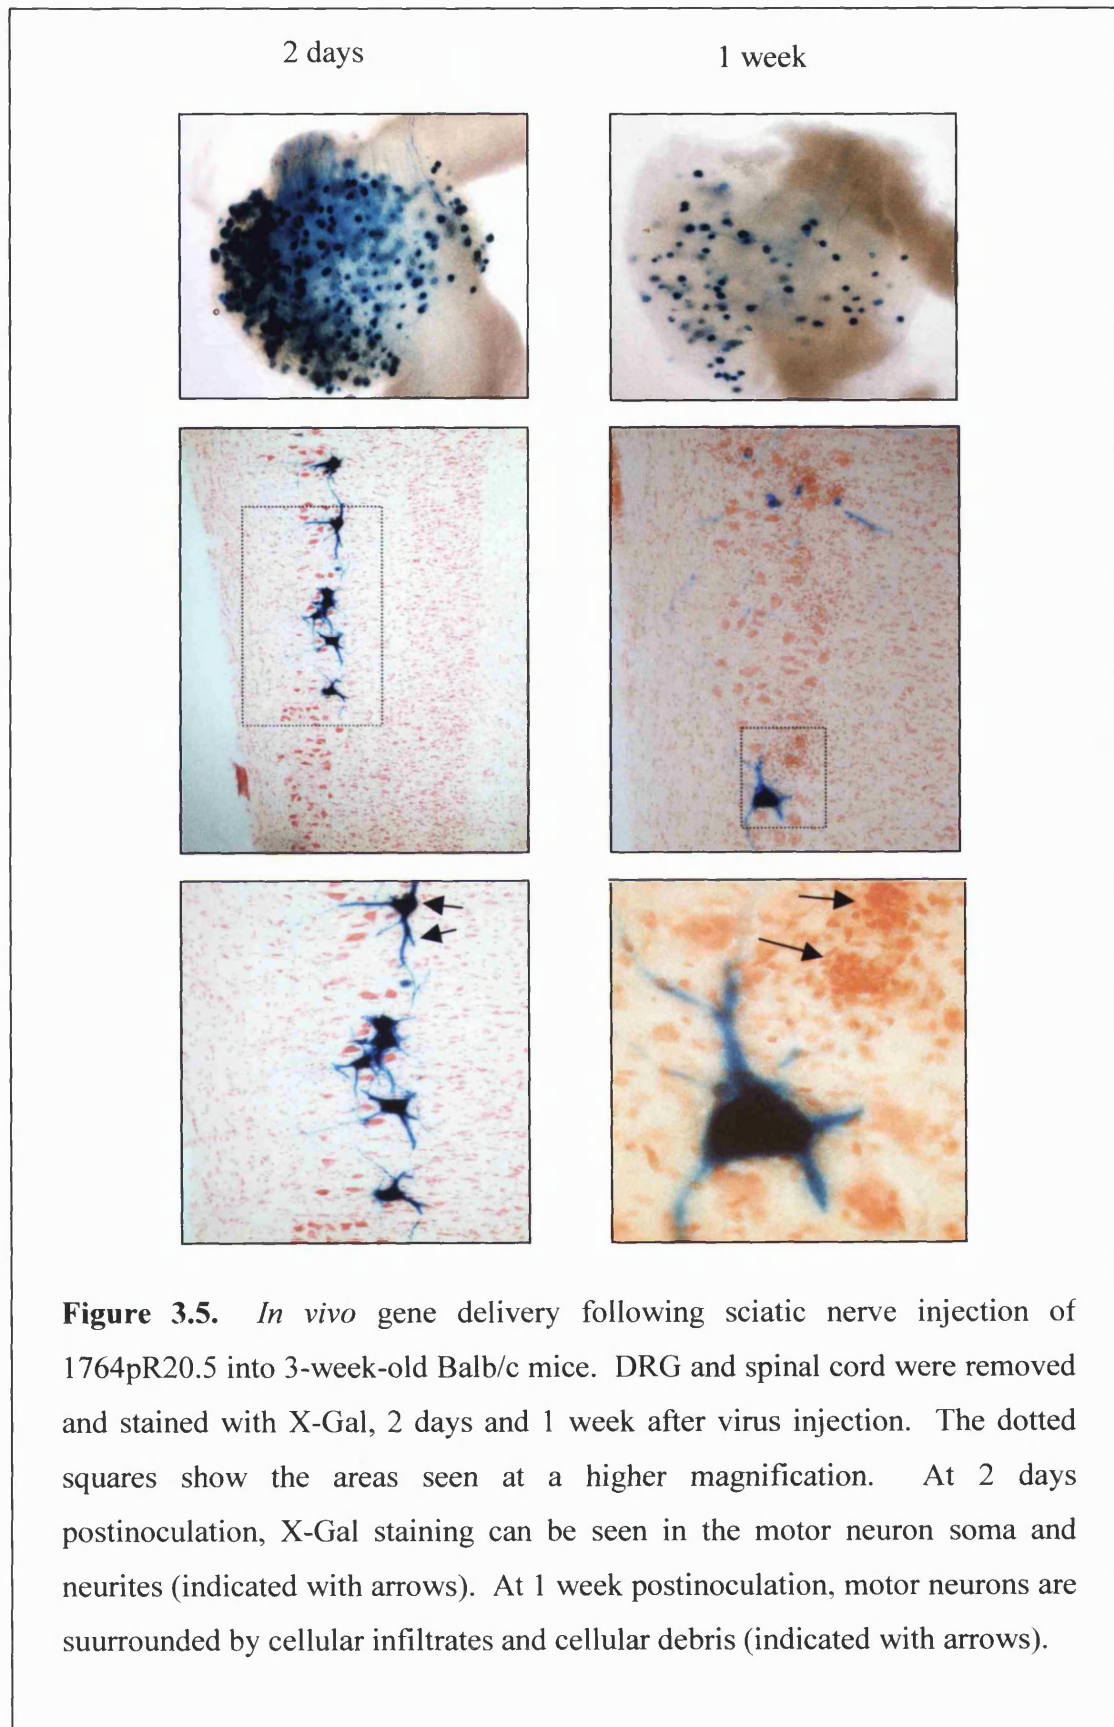 2 days
1 week
Figure 3.5. In vivo gene delivery following sciatic nerve injection of
1764pR20.5 into 3-week-old Balb/c mice. DRG and spinal cord were removed
and stained with X-Gal, 2 days and 1 week after virus injection. The dotted
squares show the areas seen at a higher magnification. At 2 days
postinoculation, X-Gal staining can be seen in the motor neuron soma and
neurites (indicated with arrows). At 1 week postinoculation, motor neurons are
suurrounded by cellular infiltrates and cellular debris (indicated with arrows).